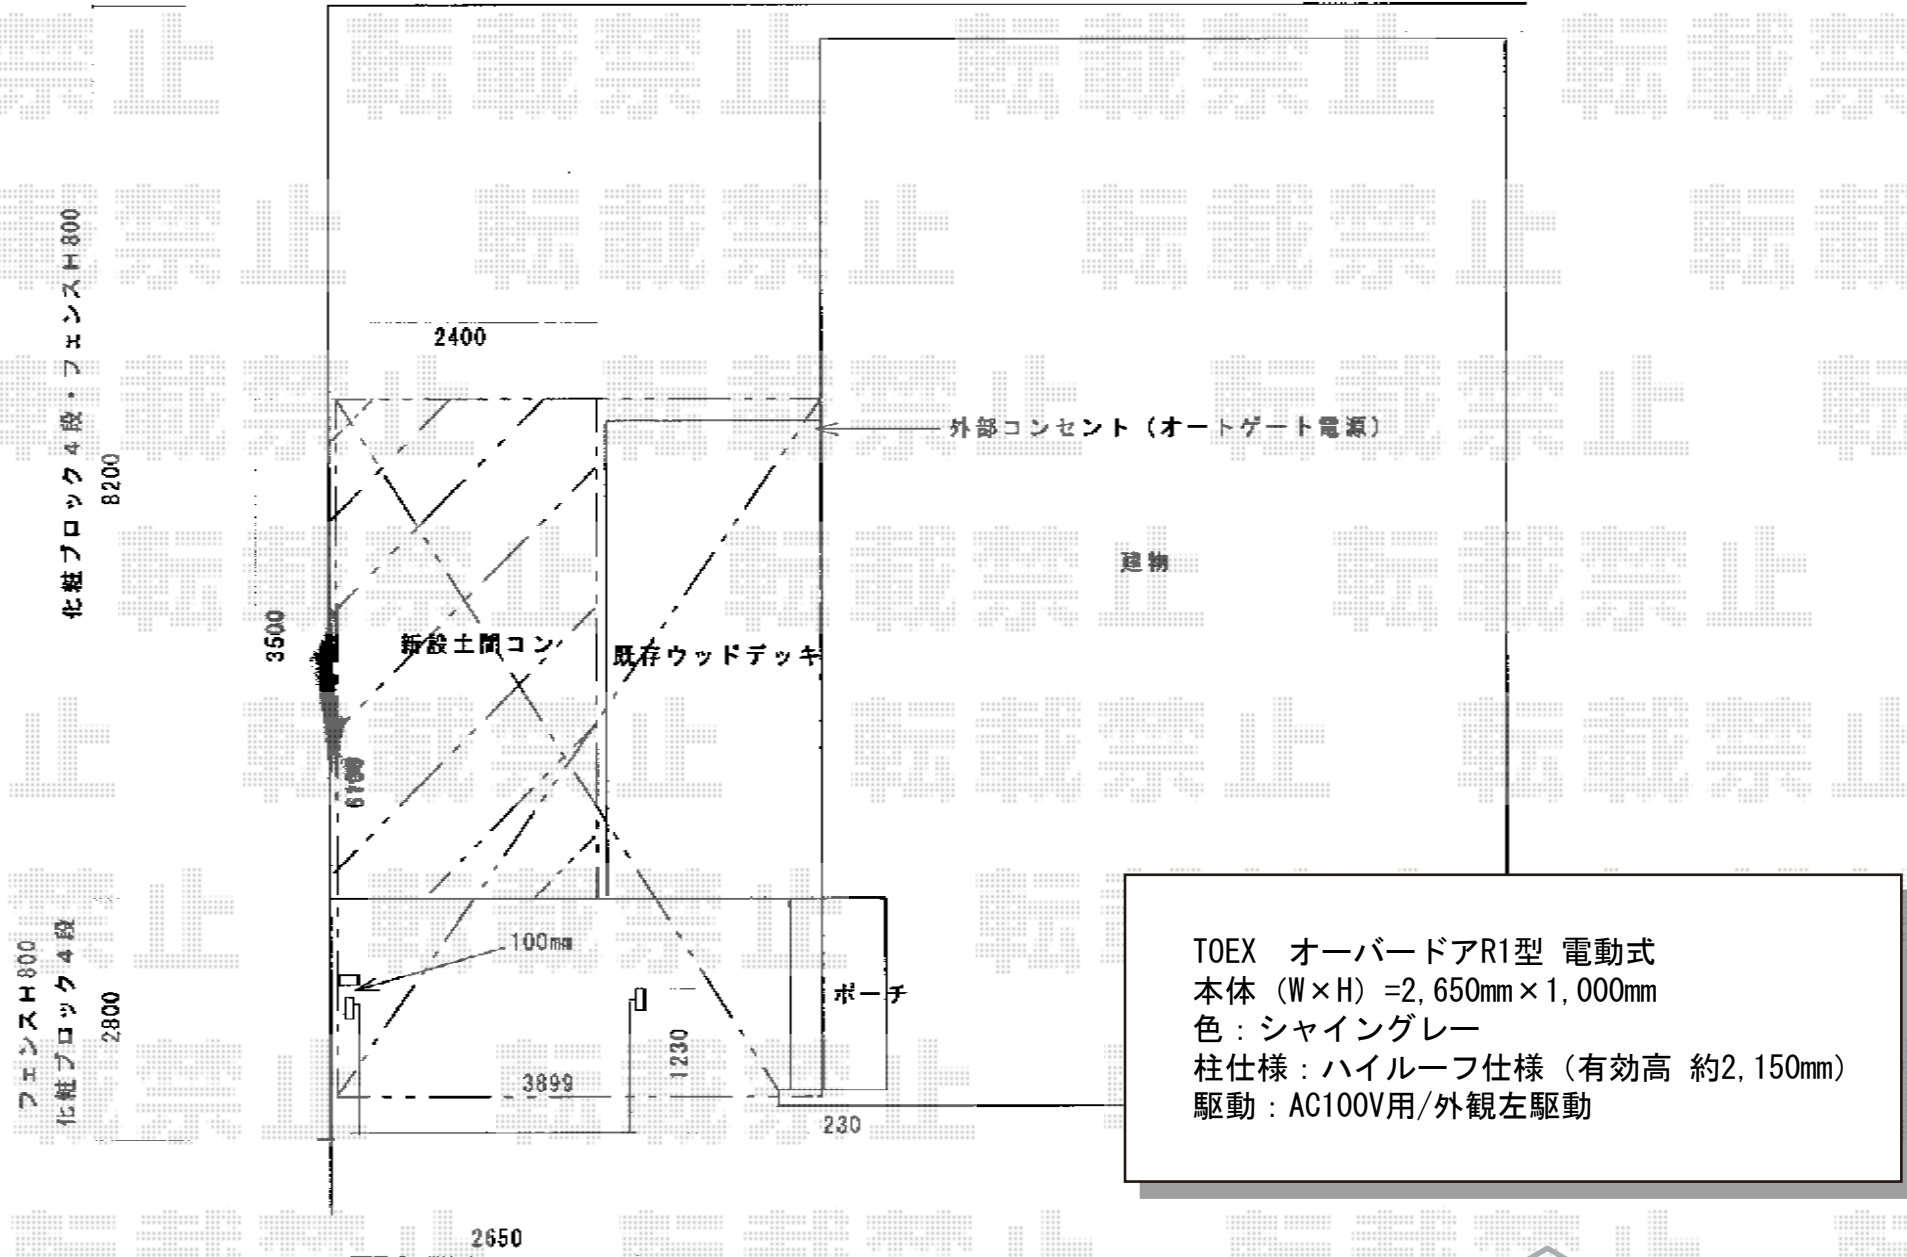 2400
外部コンセント（オートゲート電源）
化粧ブロック4段・フェンスH800
8200
建物
3500
新設土間コン
既存ウッドデッキ
100mm
ポーチ
フェンスH800
化粧ブロック4段
2800
1230
3899
230
2650
TOEX　オーバードアR1型 電動式
本体（W×H）=2,650mm×1,000mm
色：シャイングレー
柱仕様：ハイルーフ仕様（有効高 約2,150mm）
駆動：AC100V用/外観左駆動
転載禁止